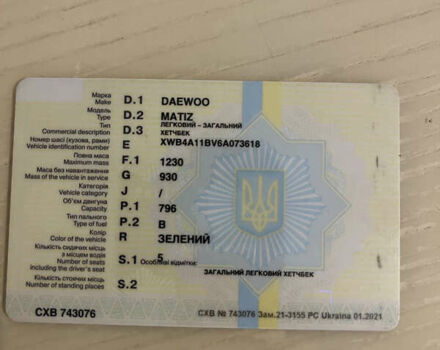 Марка
Make D.1 DAEWOO
Модель
Type D.2 MATIZ
Тип
Commercial description D.3 ЛЕГКОВИЙ – ЗАГАЛЬНИЙ
ХЕТЧБЕК
Номер шасі (кузова, рами)
Vehicle identification number E XWB4A11BV6A073618
Повна маса
Maximum mass F.1 1230
Маса без навантаження
Mass of the vehicle in service G 930
Категорія
Vehicle category J /
Об'єм двигуна
Capacity P.1 796
Тип пального
Type of fuel P.2 B
Колір
Color of the vehicle R ЗЕЛЕНИЙ
Кількість сидячих місць
з місцем водія
Number of seats S.1 5 Особливі відмітки:
including the driver's seat
ЗАГАЛЬНИЙ ЛЕГКОВИЙ ХЕТЧБЕК
Кількість стоячих місць
Number of standing places S.2
СХВ 743076
СХВ № 743076 Зам.21-3155 РС Ukraina 01.2021